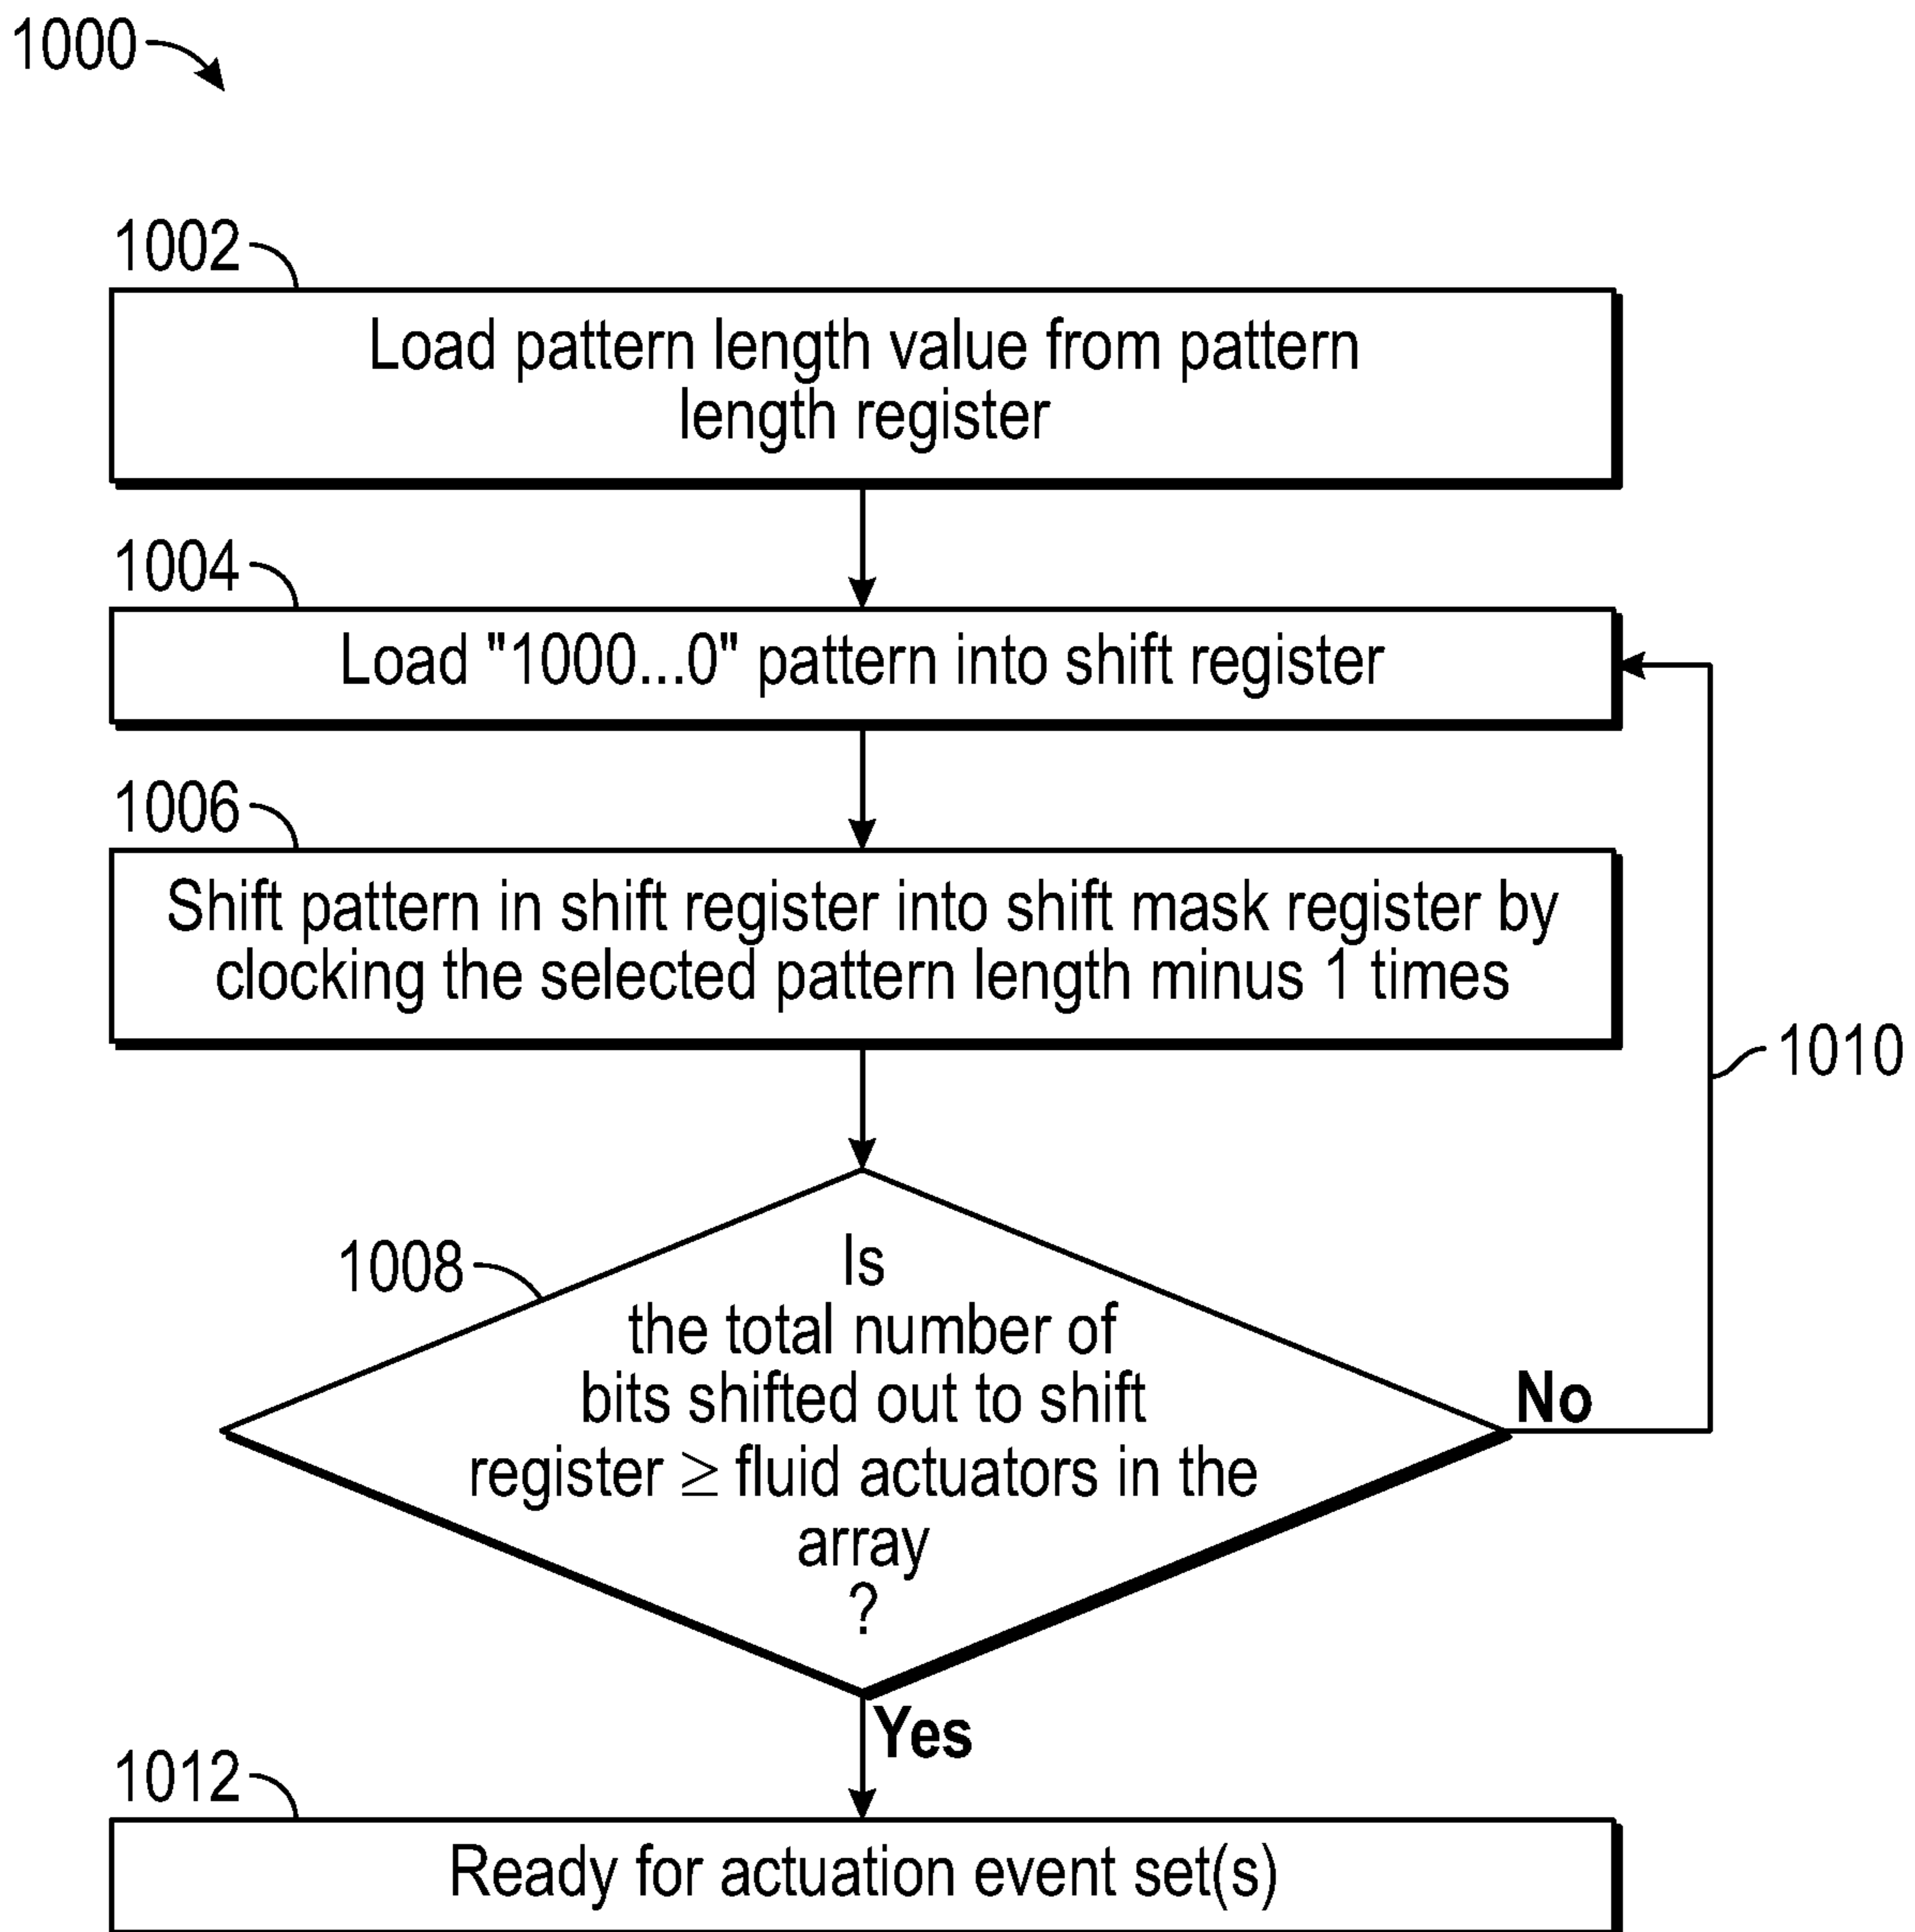 1000
1002
Load pattern length value from pattern
length register
1004
Load "1000...0" pattern into shift register
1006
Shift pattern in shift register into shift mask register by
clocking the selected pattern length minus 1 times
1010
1008
Is
the total number of
bits shifted out to shift
register ≥ fluid actuators in the
array
?
No
Yes
1012
Ready for actuation event set(s)